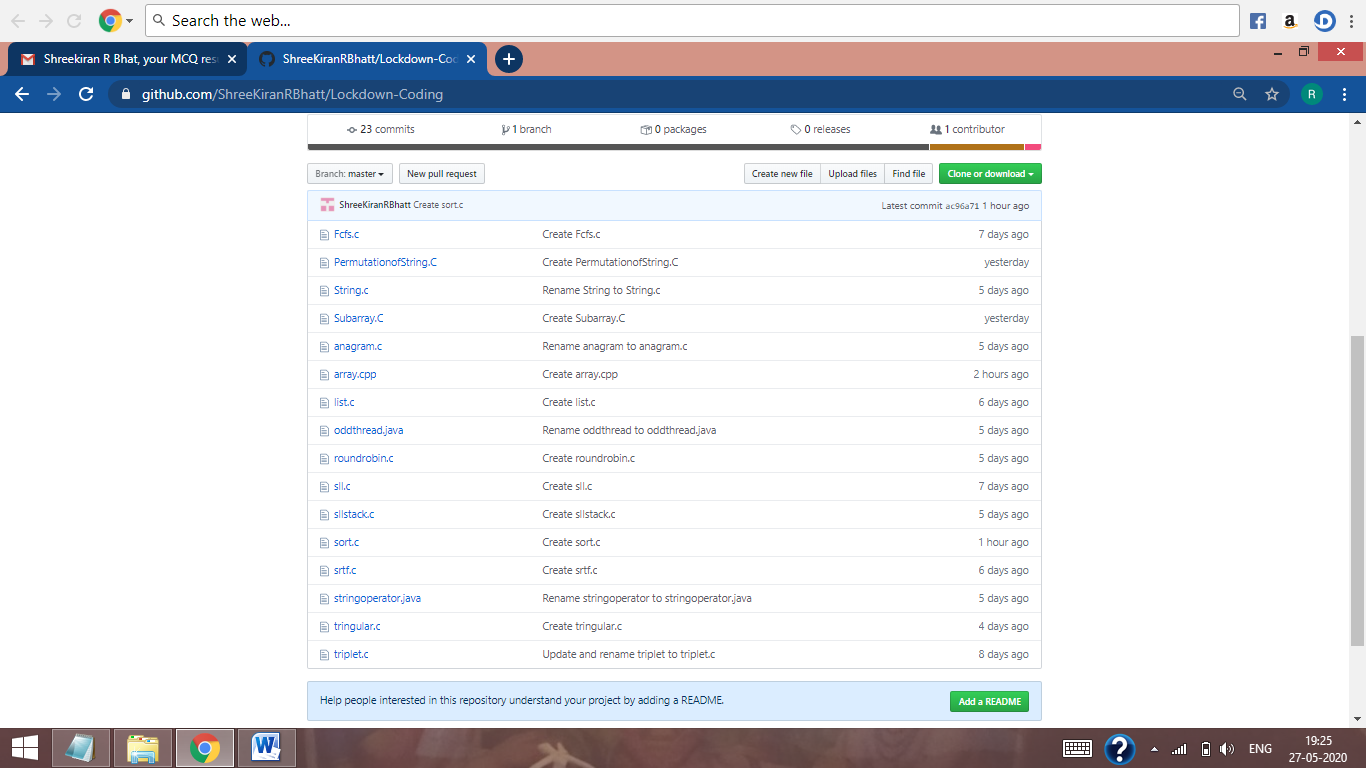 Search the web...
Shreekiran R Bhat, your MCQ res
ShreeKiranRBhatt/Lockdown-Cod
github.com/ShreeKiranRBhatt/Lockdown-Coding
R
23 commits 1 branch 0 packages 0 releases 1 contributor
Branch: master New pull request Create new file Upload files Find file Clone or download
ShreeKiranRBhatt Create sort.c Latest commit ac96a71 1 hour ago
Fcfs.c Create Fcfs.c 7 days ago
PermutationofString.C Create PermutationofString.C yesterday
String.c Rename String to String.c 5 days ago
Subarray.C Create Subarray.C yesterday
anagram.c Rename anagram to anagram.c 5 days ago
array.cpp Create array.cpp 2 hours ago
list.c Create list.c 6 days ago
oddthread.java Rename oddthread to oddthread.java 5 days ago
roundrobin.c Create roundrobin.c 5 days ago
sll.c Create sll.c 7 days ago
sllstack.c Create sllstack.c 5 days ago
sort.c Create sort.c 1 hour ago
srtf.c Create srtf.c 6 days ago
stringoperator.java Rename stringoperator to stringoperator.java 5 days ago
tringular.c Create tringular.c 4 days ago
triplet.c Update and rename triplet to triplet.c 8 days ago
Help people interested in this repository understand your project by adding a README. Add a README
ENG
19:25
27-05-2020